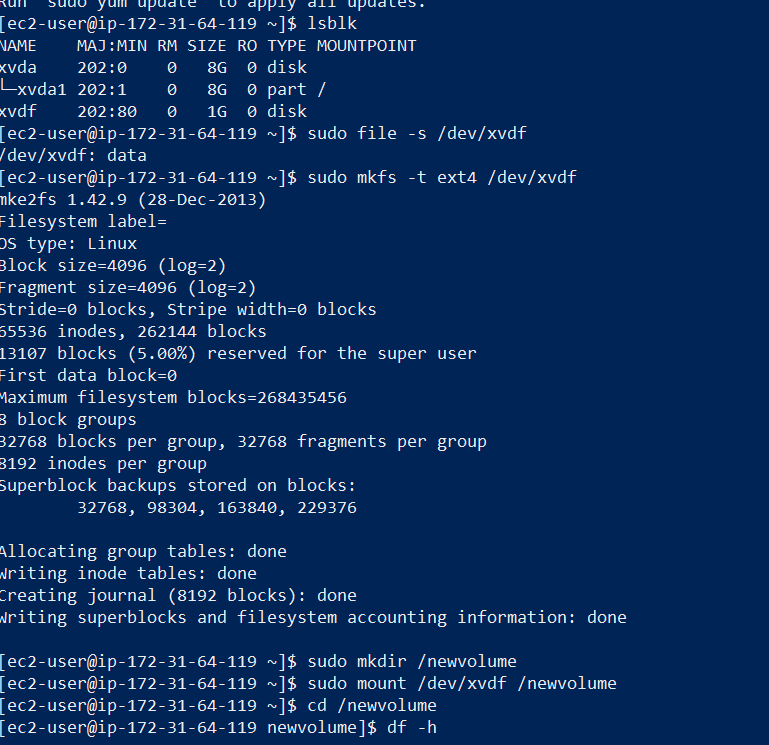 Run "sudo yum update" to apply all updates.
[ec2-user@ip-172-31-64-119 ~]$ lsblk
NAME    MAJ:MIN RM SIZE RO TYPE MOUNTPOINT
xvda    202:0    0   8G  0 disk
└─xvda1 202:1    0   8G  0 part /
xvdf    202:80   0   1G  0 disk
[ec2-user@ip-172-31-64-119 ~]$ sudo file -s /dev/xvdf
/dev/xvdf: data
[ec2-user@ip-172-31-64-119 ~]$ sudo mkfs -t ext4 /dev/xvdf
mke2fs 1.42.9 (28-Dec-2013)
Filesystem label=
OS type: Linux
Block size=4096 (log=2)
Fragment size=4096 (log=2)
Stride=0 blocks, Stripe width=0 blocks
65536 inodes, 262144 blocks
13107 blocks (5.00%) reserved for the super user
First data block=0
Maximum filesystem blocks=268435456
8 block groups
32768 blocks per group, 32768 fragments per group
8192 inodes per group
Superblock backups stored on blocks:
        32768, 98304, 163840, 229376

Allocating group tables: done
Writing inode tables: done
Creating journal (8192 blocks): done
Writing superblocks and filesystem accounting information: done

[ec2-user@ip-172-31-64-119 ~]$ sudo mkdir /newvolume
[ec2-user@ip-172-31-64-119 ~]$ sudo mount /dev/xvdf /newvolume
[ec2-user@ip-172-31-64-119 ~]$ cd /newvolume
[ec2-user@ip-172-31-64-119 newvolume]$ df -h